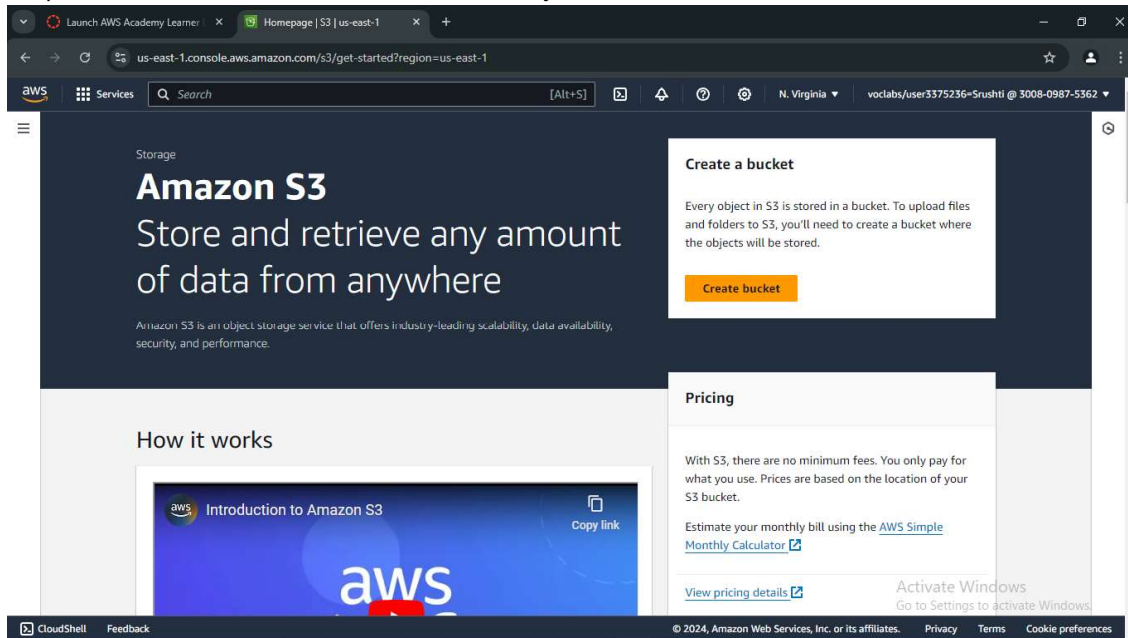 Launch AWS Academy Learner
Homepage | S3 | us-east-1
us-east-1.console.aws.amazon.com/s3/get-started?region=us-east-1
aws
Services
Search
[Alt+S]
N. Virginia
voclabs/user3375236=Srushti @ 3008-0987-5362
Storage
Amazon S3
Store and retrieve any amount
of data from anywhere
Amazon S3 is an object storage service that offers industry-leading scalability, data availability,
security, and performance.
Create a bucket
Every object in S3 is stored in a bucket. To upload files
and folders to S3, you'll need to create a bucket where
the objects will be stored.
Create bucket
How it works
aws
Introduction to Amazon S3
Copy link
aws
Pricing
With S3, there are no minimum fees. You only pay for
what you use. Prices are based on the location of your
S3 bucket.
Estimate your monthly bill using the AWS Simple
Monthly Calculator
View pricing details
Activate Windows
Go to Settings to activate Windows.
CloudShell
Feedback
© 2024, Amazon Web Services, Inc. or its affiliates.
Privacy
Terms
Cookie preferences